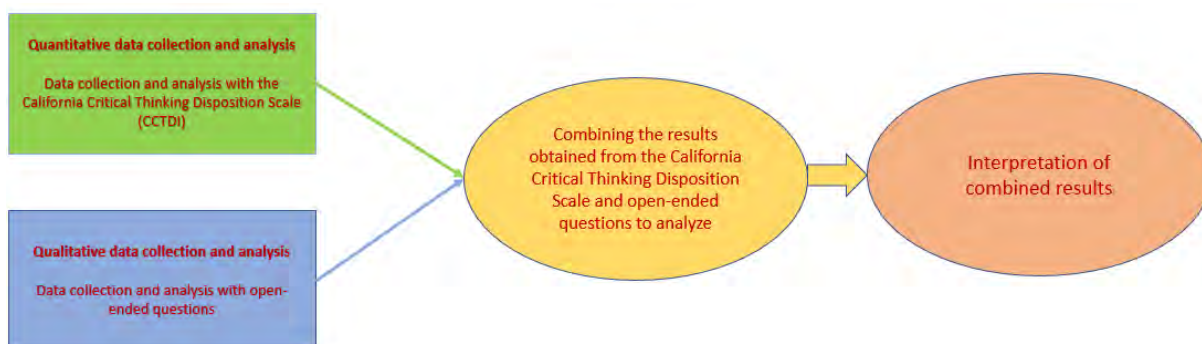 Quantitative data collection and analysis
Data collection and analysis with the
California Critical Thinking Disposition Scale
(CCTDI)
Qualitative data collection and analysis
Data collection and analysis with open-
ended questions
Combining the results
obtained from the California
Critical Thinking Disposition
Scale and open-ended
questions to analyze
Interpretation of
combined results